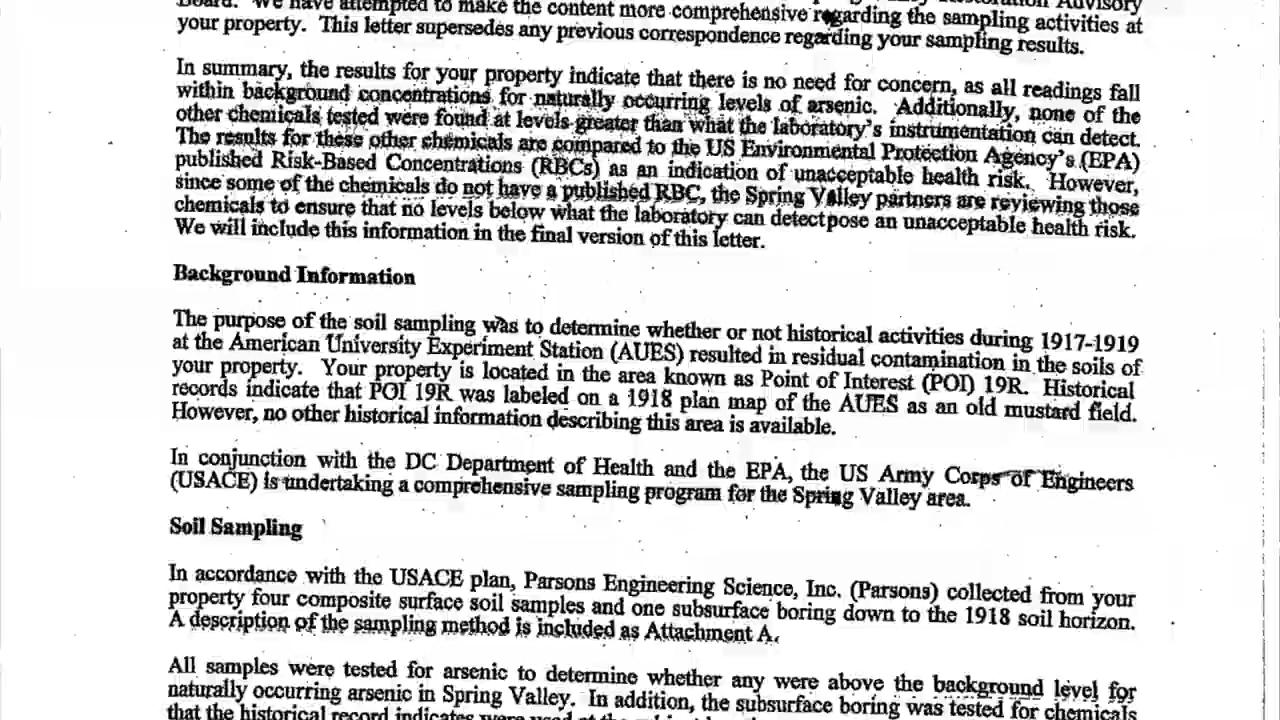 We have attempted to make the content more comprehensive regarding the sampling activities at
your property. This letter supersedes any previous correspondence regarding your sampling results.
In summary, the results for your property indicate that there is no need for concern, as all readings fall
within background concentrations for naturally occurring levels of arsenic. Additionally, none of the
other chemicals tested were found at levels greater than what the laboratory's instrumentation can detect.
The results for these other chemicals are compared to the US Environmental Protection Agency's (EPA)
published Risk-Based Concentrations (RBCs) as an indication of unacceptable health risk. However,
since some of the chemicals do not have a published RBC, the Spring Valley partners are reviewing those
chemicals to ensure that no levels below what the laboratory can detect pose an unacceptable health risk.
We will include this information in the final version of this letter.
Background Information
The purpose of the soil sampling was to determine whether or not historical activities during 1917-1919
at the American University Experiment Station (AUES) resulted in residual contamination in the soils of
your property. Your property is located in the area known as Point of Interest (POI) 19R. Historical
records indicate that POI 19R was labeled on a 1918 plan map of the AUES as an old mustard field.
However, no other historical information describing this area is available.
In conjunction with the DC Department of Health and the EPA, the US Army Corps of Engineers
(USACE) is undertaking a comprehensive sampling program for the Spring Valley area.
Soil Sampling
In accordance with the USACE plan, Parsons Engineering Science, Inc. (Parsons) collected from your
property four composite surface soil samples and one subsurface boring down to the 1918 soil horizon.
A description of the sampling method is included as Attachment A.
All samples were tested for arsenic to determine whether any were above the background level for
naturally occurring arsenic in Spring Valley. In addition, the subsurface boring was tested for chemicals
that the historical record indicates were used at the